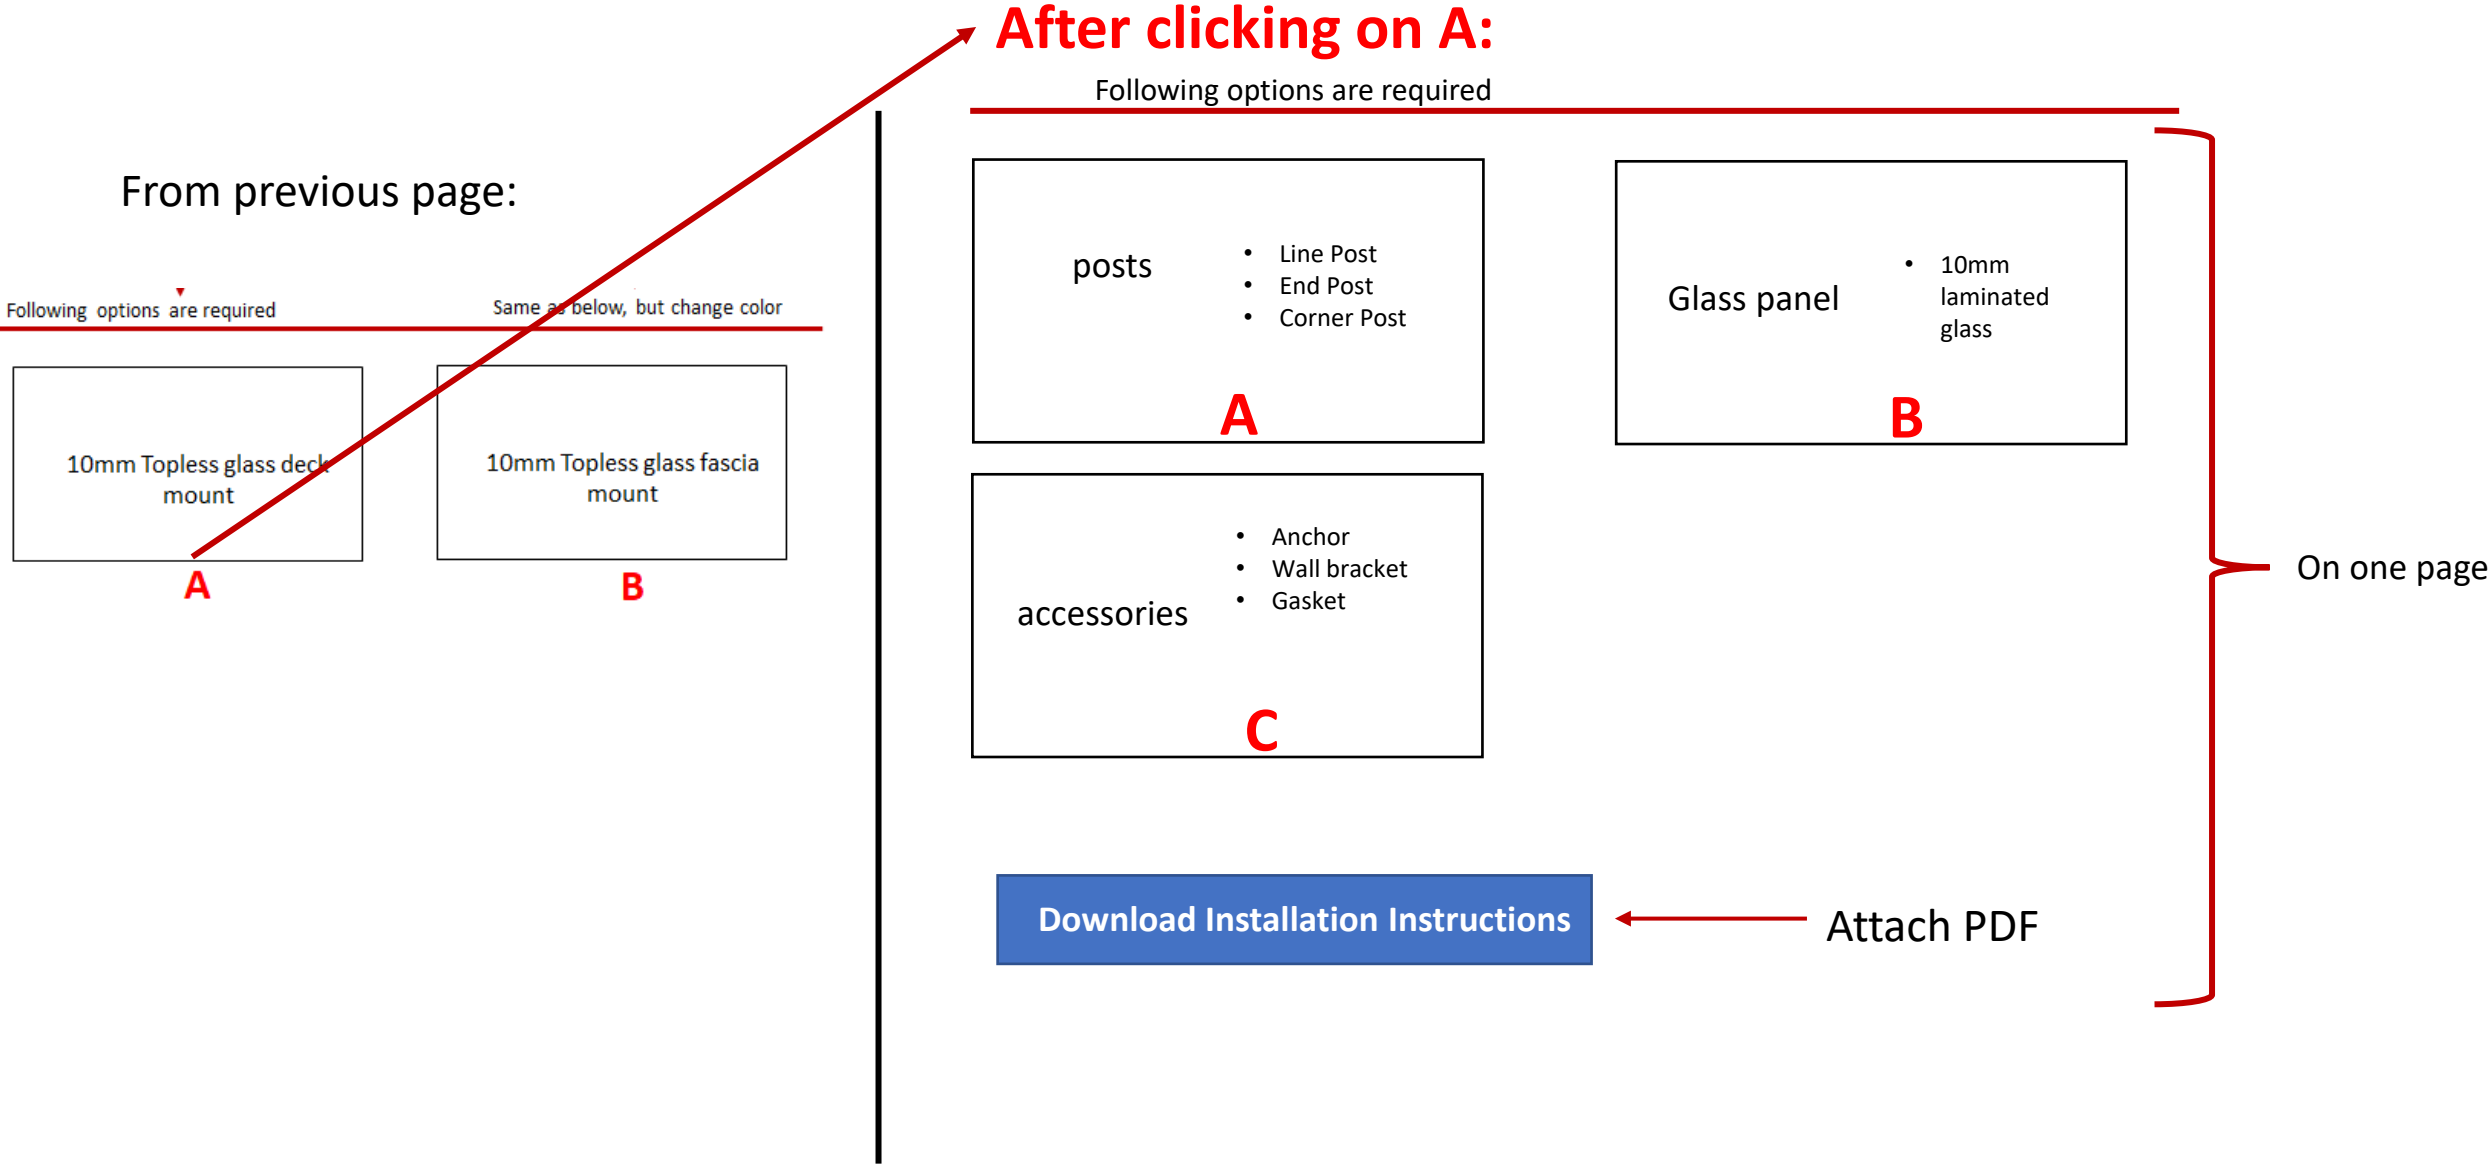 After clicking on A:
Following options are required
From previous page:
Following options are required
Same as below, but change color
10mm Topless glass deck
mount
A
10mm Topless glass fascia
mount
B
posts
• Line Post
• End Post
• Corner Post
A
Glass panel
• 10mm
laminated
glass
B
accessories
• Anchor
• Wall bracket
• Gasket
C
On one page
Download Installation Instructions
Attach PDF